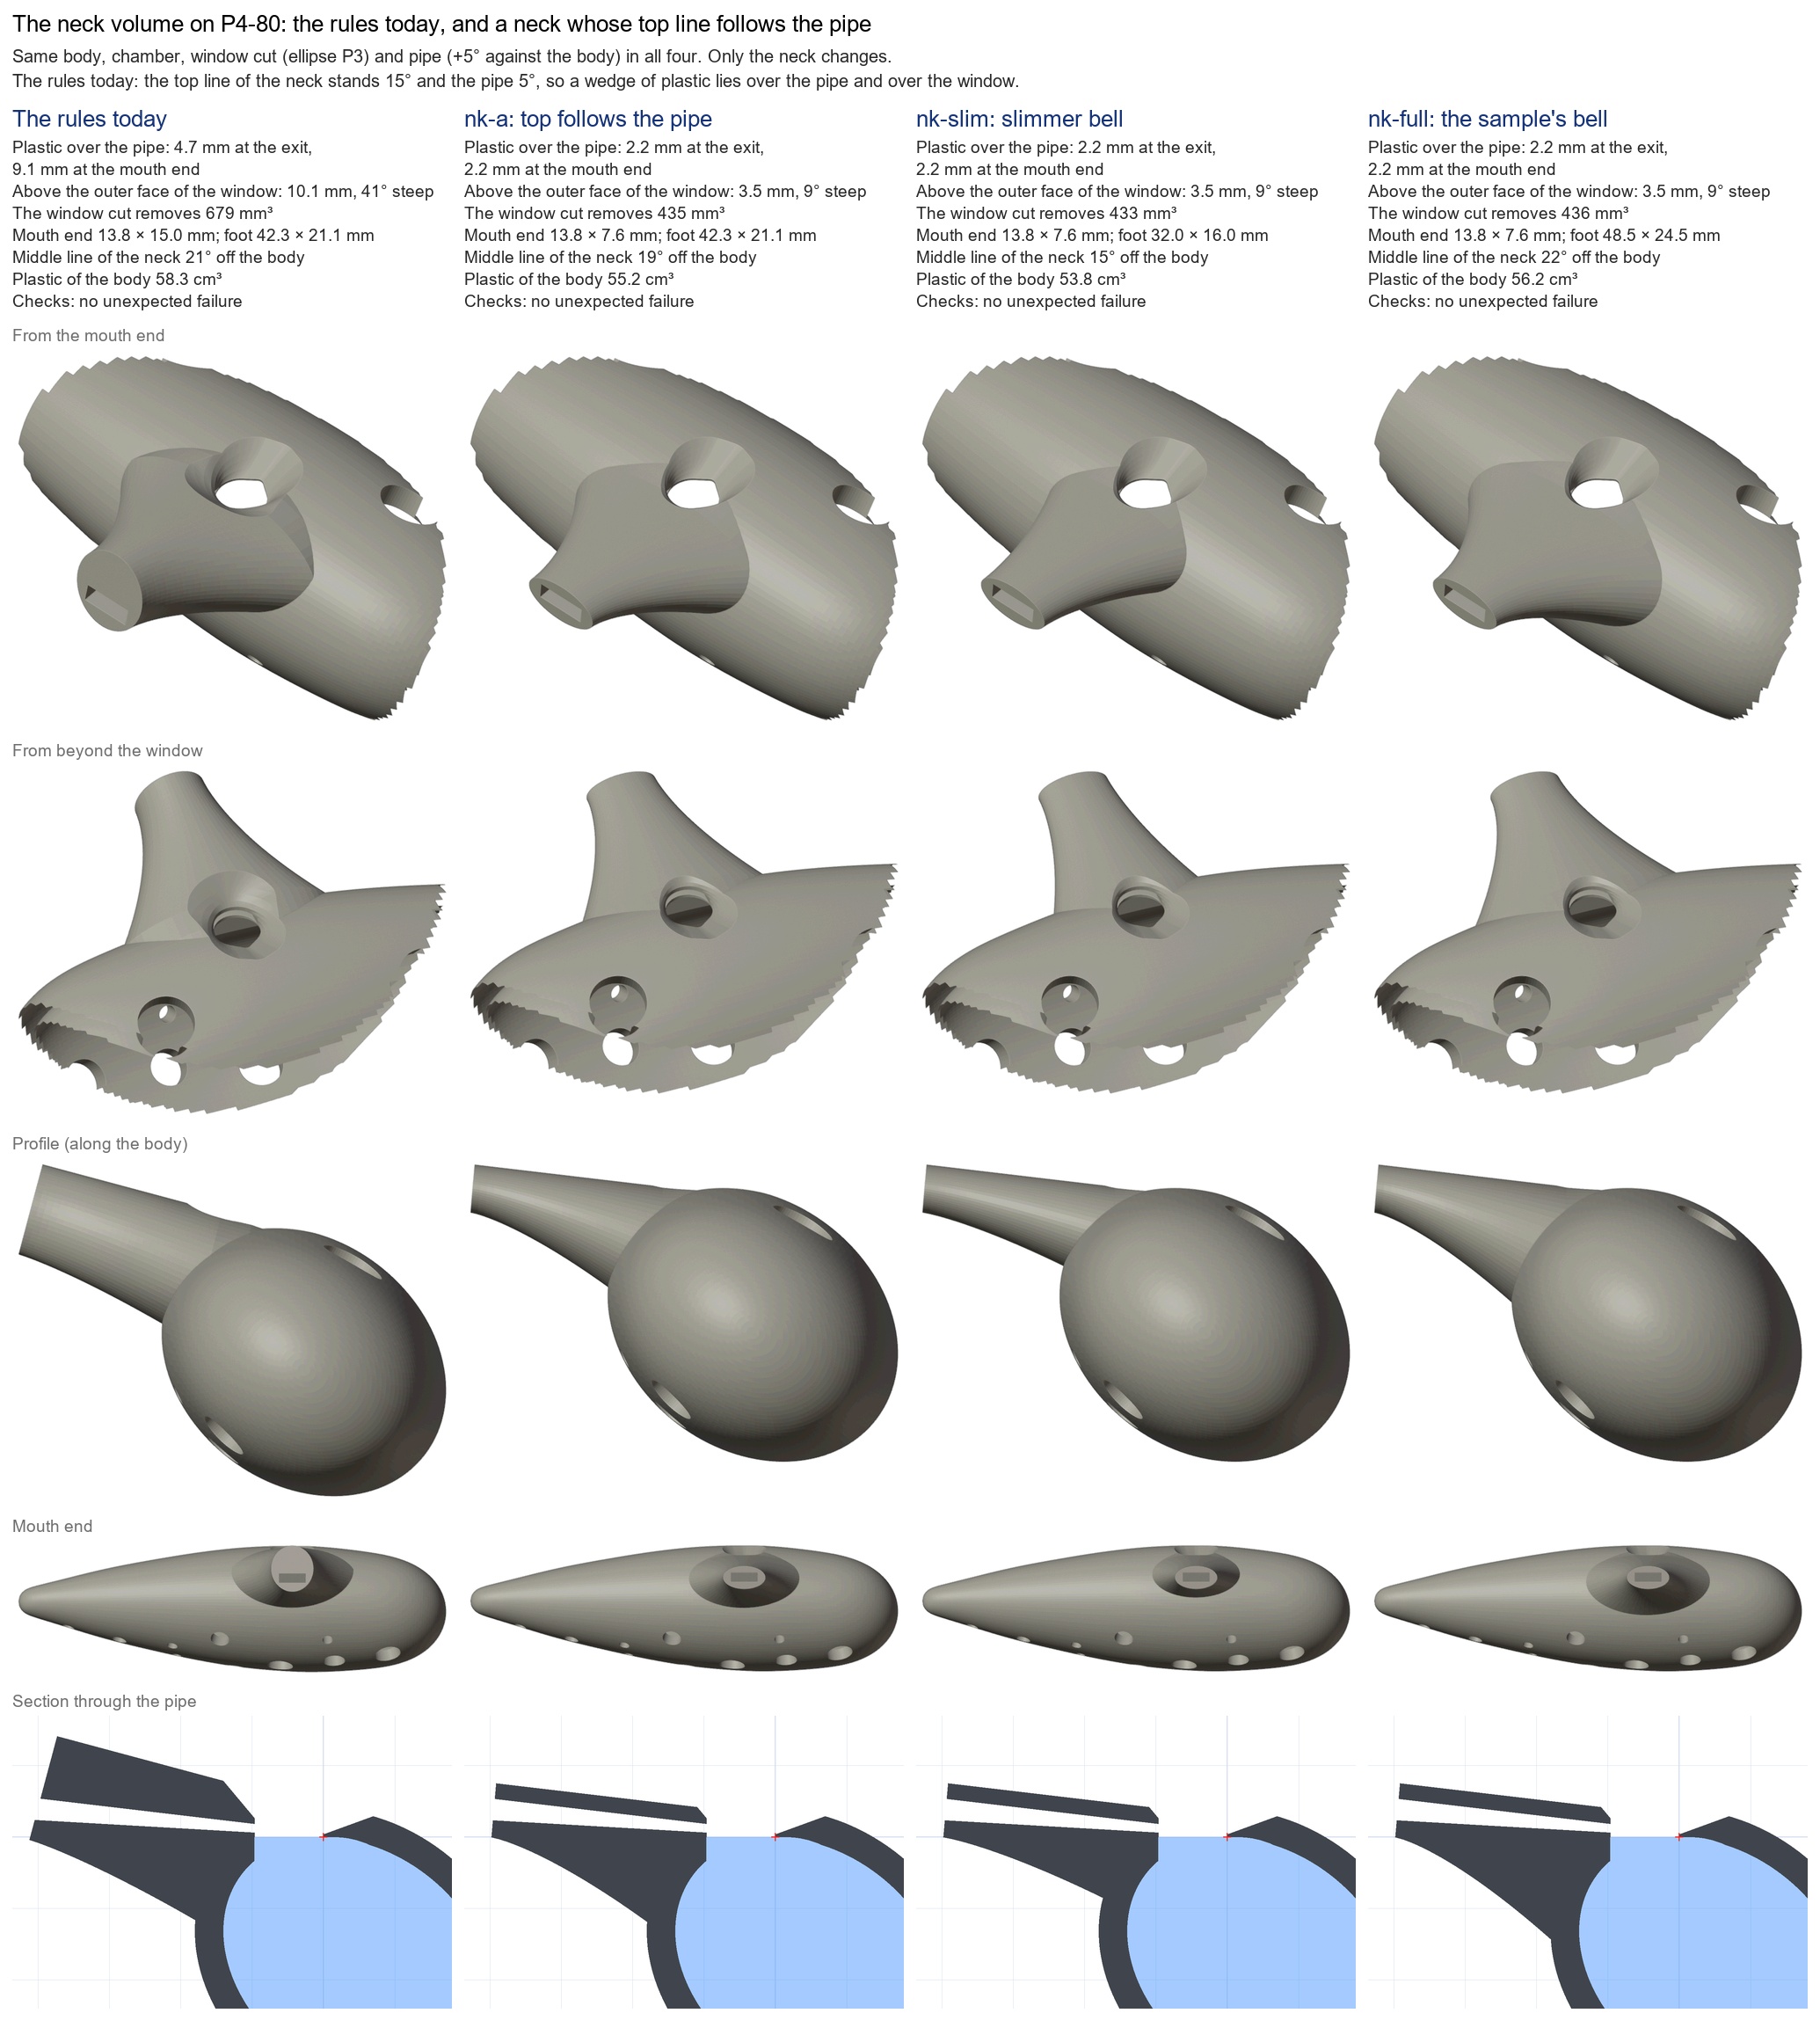 The neck volume on P4-80: the rules today, and a neck whose top line follows the pipe
Same body, chamber, window cut (ellipse P3) and pipe (+5° against the body) in all four. Only the neck changes.
The rules today: the top line of the neck stands 15° and the pipe 5°, so a wedge of plastic lies over the pipe and over the window.
The rules today
Plastic over the pipe: 4.7 mm at the exit,
9.1 mm at the mouth end
Above the outer face of the window: 10.1 mm, 41° steep
The window cut removes 679 mm³
Mouth end 13.8 × 15.0 mm; foot 42.3 × 21.1 mm
Middle line of the neck 21° off the body
Plastic of the body 58.3 cm³
Checks: no unexpected failure
nk-a: top follows the pipe
Plastic over the pipe: 2.2 mm at the exit,
2.2 mm at the mouth end
Above the outer face of the window: 3.5 mm, 9° steep
The window cut removes 435 mm³
Mouth end 13.8 × 7.6 mm; foot 42.3 × 21.1 mm
Middle line of the neck 19° off the body
Plastic of the body 55.2 cm³
Checks: no unexpected failure
nk-slim: slimmer bell
Plastic over the pipe: 2.2 mm at the exit,
2.2 mm at the mouth end
Above the outer face of the window: 3.5 mm, 9° steep
The window cut removes 433 mm³
Mouth end 13.8 × 7.6 mm; foot 32.0 × 16.0 mm
Middle line of the neck 15° off the body
Plastic of the body 53.8 cm³
Checks: no unexpected failure
nk-full: the sample's bell
Plastic over the pipe: 2.2 mm at the exit,
2.2 mm at the mouth end
Above the outer face of the window: 3.5 mm, 9° steep
The window cut removes 436 mm³
Mouth end 13.8 × 7.6 mm; foot 48.5 × 24.5 mm
Middle line of the neck 22° off the body
Plastic of the body 56.2 cm³
Checks: no unexpected failure
From the mouth end
From beyond the window
Profile (along the body)
Mouth end
Section through the pipe